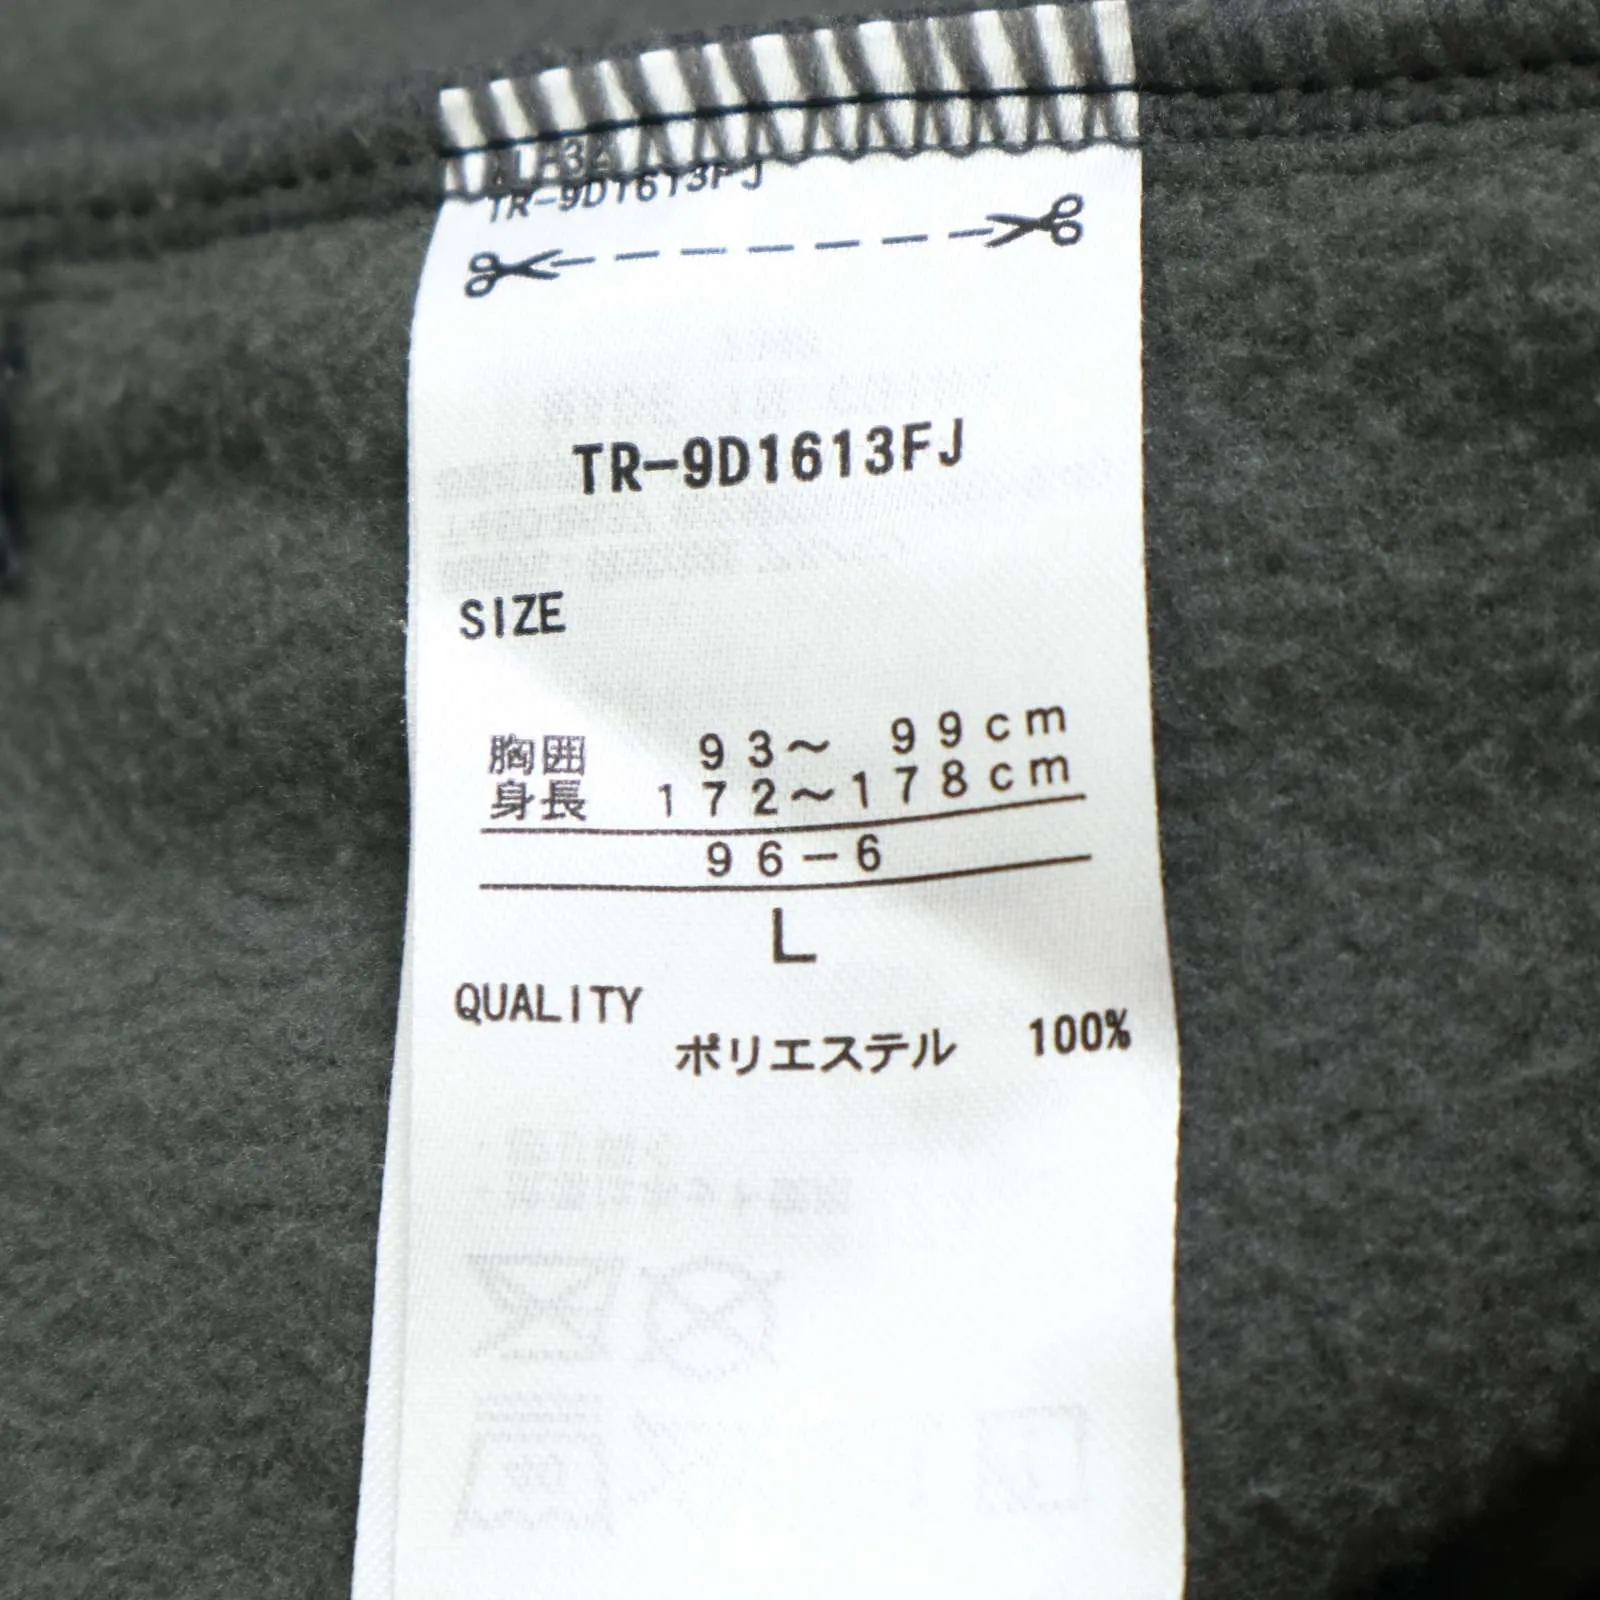 TR-9D1613FJ
TR-9D1613FJ
SIZE
胸囲 93～ 99cm
身長 172～178cm
96-6
L
QUALITY
ポリエステル 100%